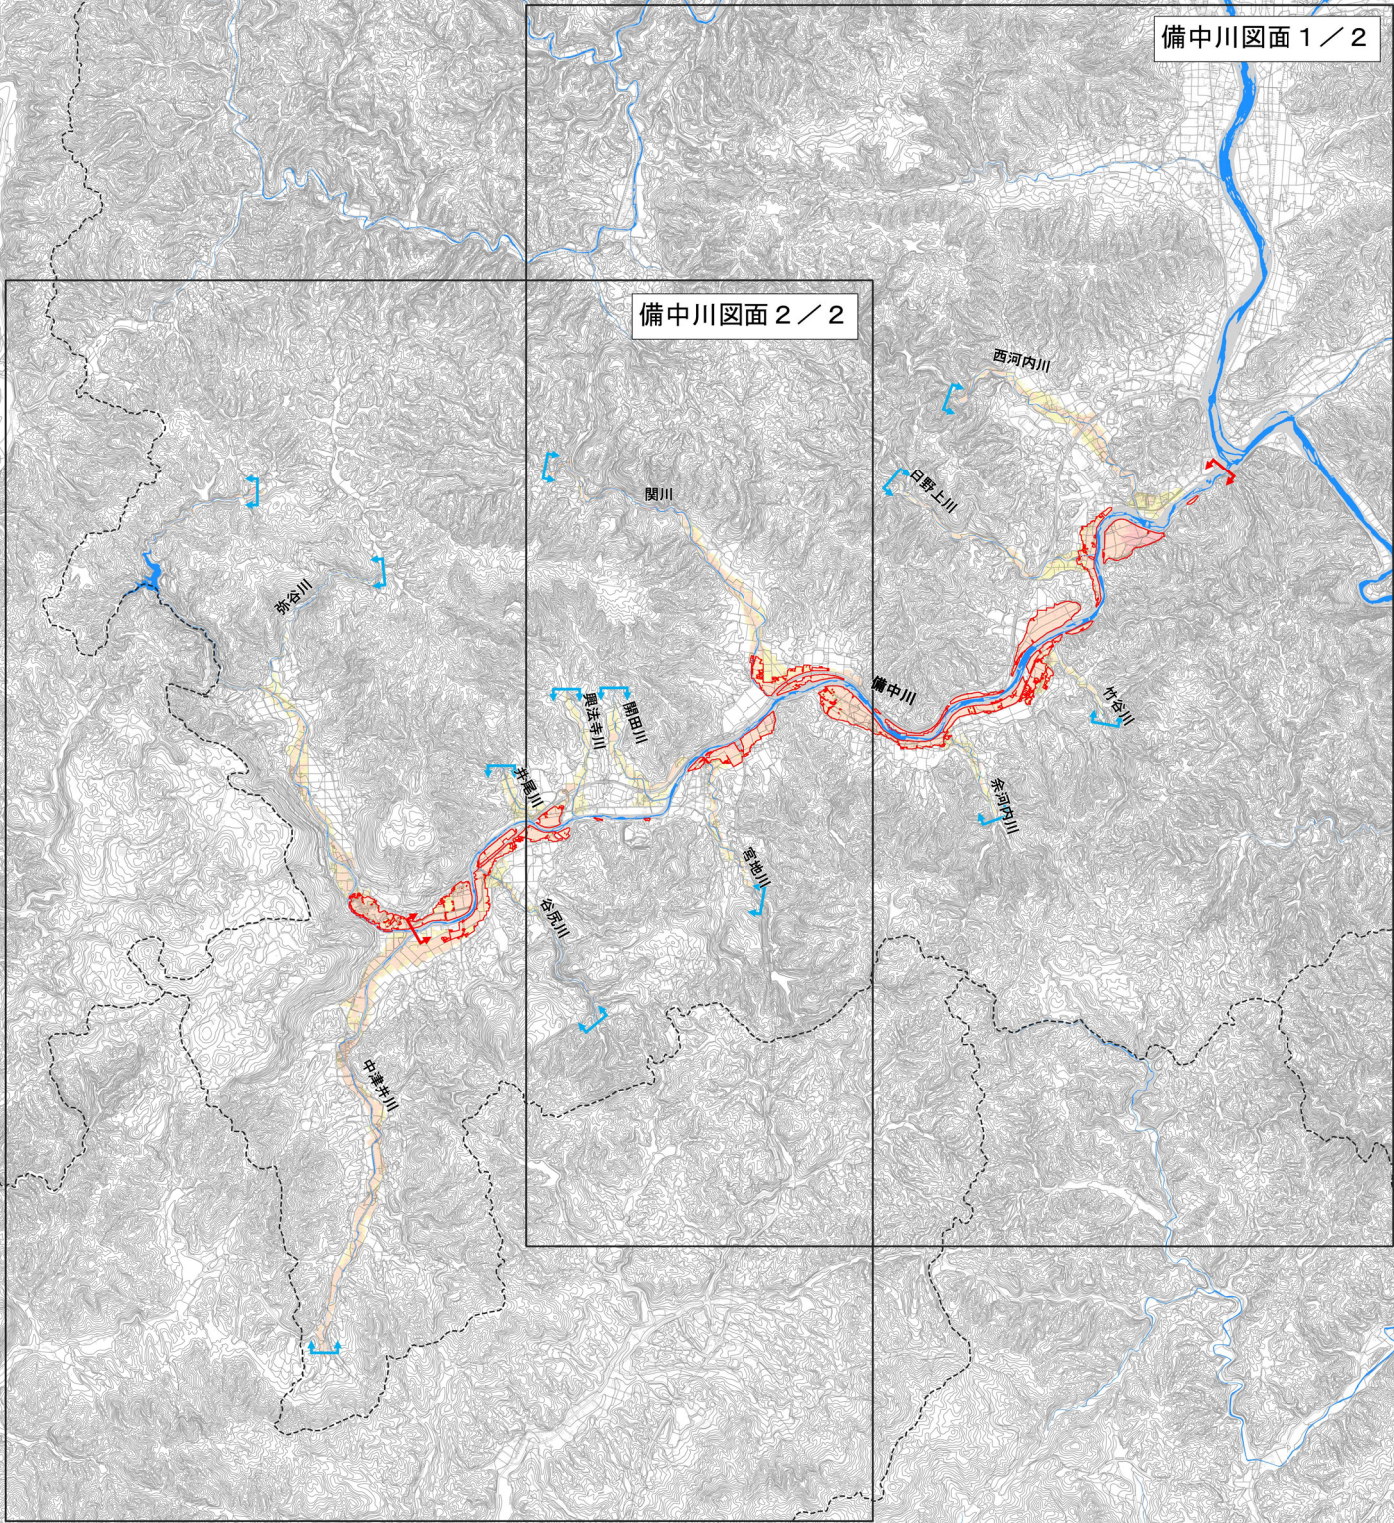 備中川図面１／２
備中川図面２／２
西河内川
日野上川
関川
弥谷川
備中川
竹谷川
興法寺川
開田川
井尾川
余河内川
宮地川
谷尻川
中津井川